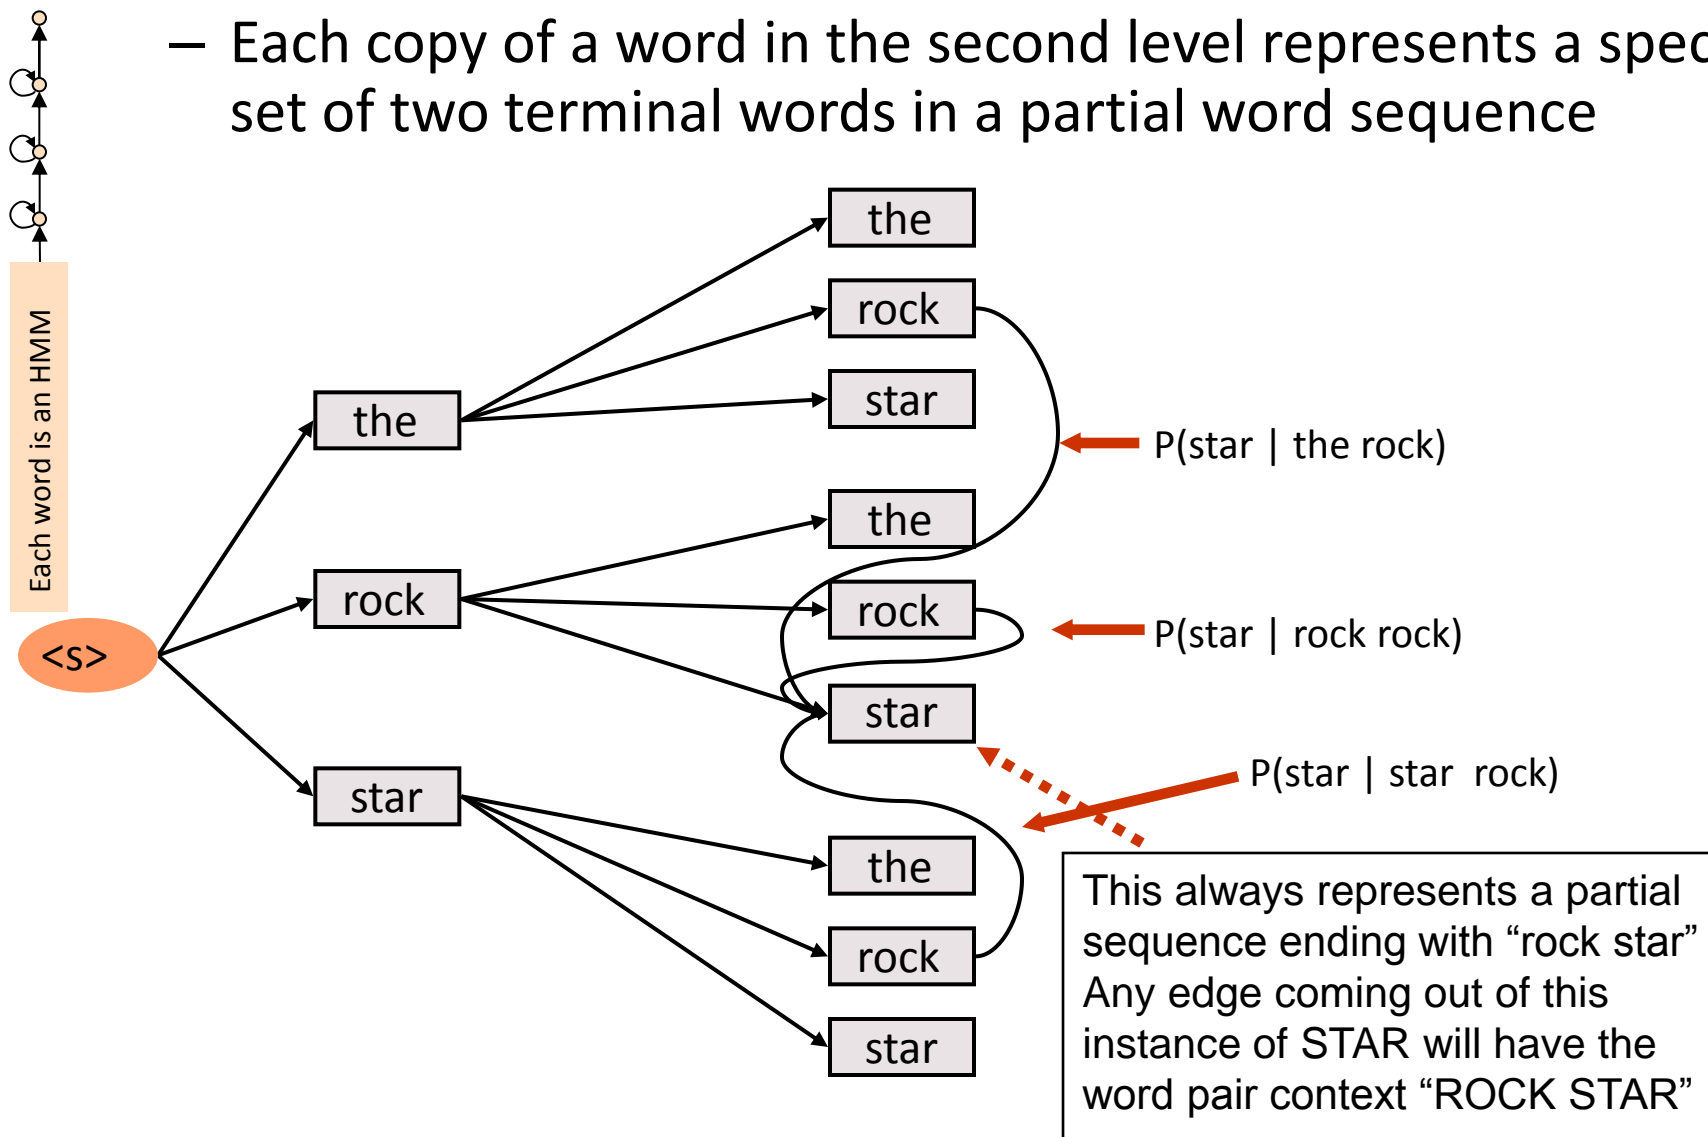 – Each copy of a word in the second level represents a spec
set of two terminal words in a partial word sequence
Each word is an HMM
<s>
the
rock
star
the
rock
star
the
rock
star
the
rock
star
P(star | the rock)
P(star | rock rock)
P(star | star rock)
This always represents a partial
sequence ending with “rock star”
Any edge coming out of this
instance of STAR will have the
word pair context “ROCK STAR”